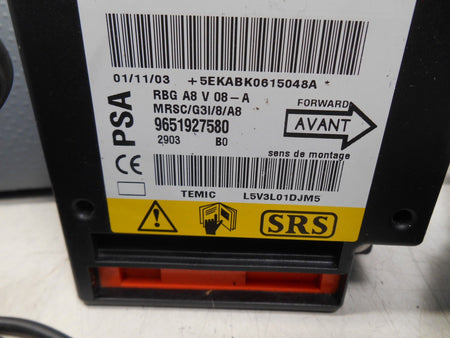 01/11/03 +5EKABK0615048A
PSA
RBG A8 V 08-A
MRSC/G3I/8/A8
9651927580
2903 B0
FORWARD
AVANT
sens de montage
CE
TEMIC L5V3L01DJM5
SRS